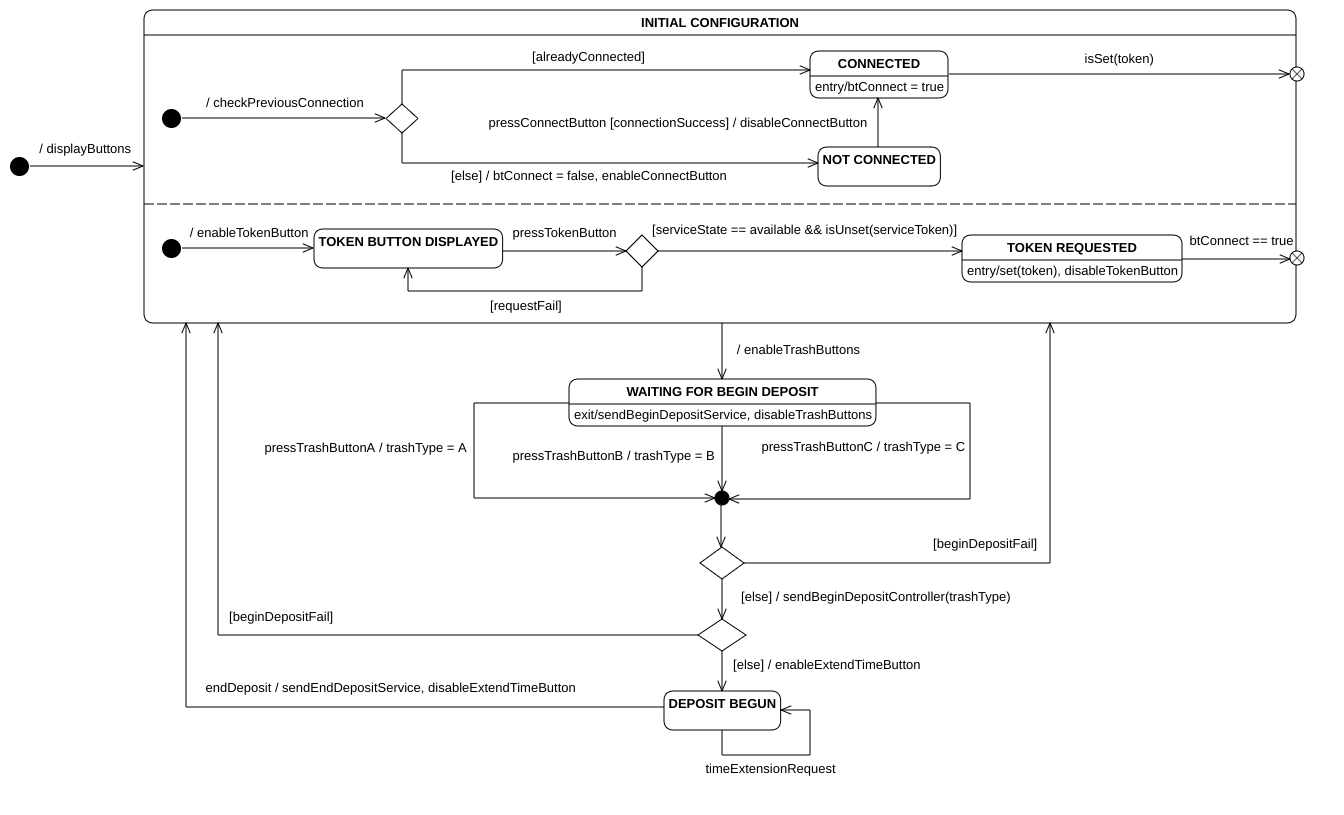 INITIAL CONFIGURATION
[alreadyConnected]
CONNECTED
entry/btConnect = true
isSet(token)
/ checkPreviousConnection
pressConnectButton [connectionSuccess] / disableConnectButton
/ displayButtons
NOT CONNECTED
[else] / btConnect = false, enableConnectButton
/ enableTokenButton
TOKEN BUTTON DISPLAYED
pressTokenButton
[serviceState == available && isUnset(serviceToken)]
TOKEN REQUESTED
entry/set(token), disableTokenButton
btConnect == true
[requestFail]
/ enableTrashButtons
WAITING FOR BEGIN DEPOSIT
exit/sendBeginDepositService, disableTrashButtons
pressTrashButtonA / trashType = A
pressTrashButtonB / trashType = B
pressTrashButtonC / trashType = C
[beginDepositFail]
[else] / sendBeginDepositController(trashType)
[beginDepositFail]
[else] / enableExtendTimeButton
endDeposit / sendEndDepositService, disableExtendTimeButton
DEPOSIT BEGUN
timeExtensionRequest